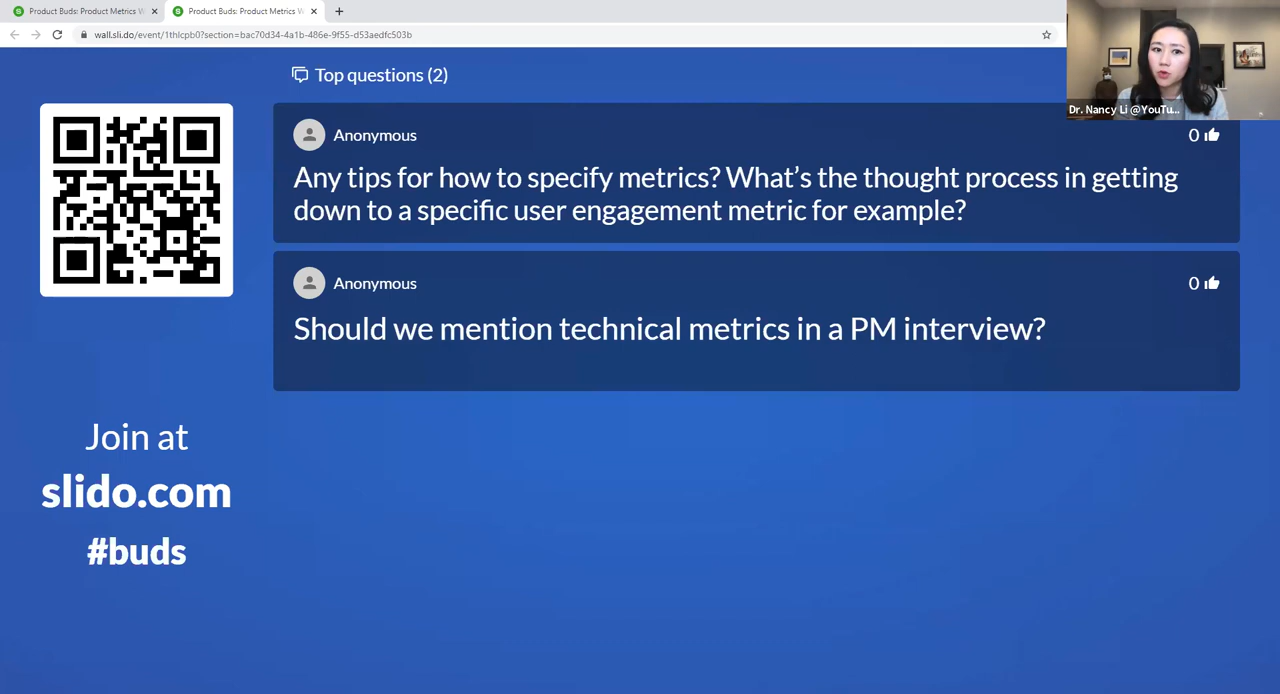 Product Buds: Product Metrics W
Product Buds: Product Metrics W
wall.sli.do/event/1thlcpb0?section=bac70d34-4a1b-486e-9f55-d53aedfc503b
Dr. Nancy Li @YouTu...
Top questions (2)
Anonymous
0
Any tips for how to specify metrics? What’s the thought process in getting
down to a specific user engagement metric for example?
Anonymous
0
Should we mention technical metrics in a PM interview?
Join at
slido.com
#buds